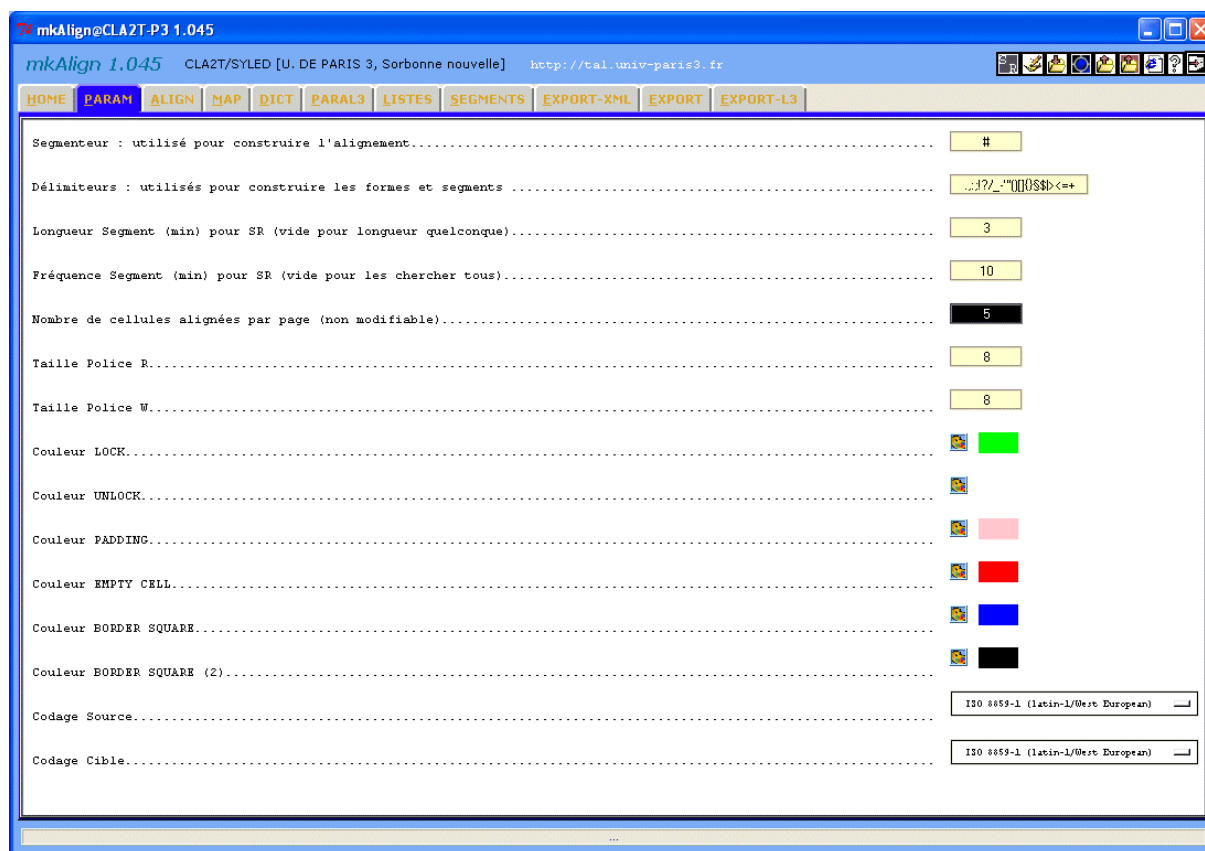 mkAlign@CLA2T-P3 1.045
mkAlign 1.045 CLA2T/SYLED [U. DE PARIS 3, Sorbonne nouvelle] http://tal.univ-paris3.fr
HOME PARAM ALIGN MAP DICT PARAL3 LISTES SEGMENTS EXPORT-XML EXPORT EXPORT-L3
Segmenteur : utilisé pour construire l'alignement #
Délimiteurs : utilisés pour construire les formes et segments
Longueur Segment (min) pour SR (vide pour longueur quelconque) 3
Fréquence Segment (min) pour SR (vide pour les chercher tous) 10
Nombre de cellules alignées par page (non modifiable) 5
Taille Police R 8
Taille Police W 8
Couleur LOCK
Couleur UNLOCK
Couleur PADDING
Couleur EMPTY CELL
Couleur BORDER SQUARE
Couleur BORDER SQUARE (2)
Codage Source ISO 8859-1 (latin-1/West European)
Codage Cible ISO 8859-1 (latin-1/West European)
...